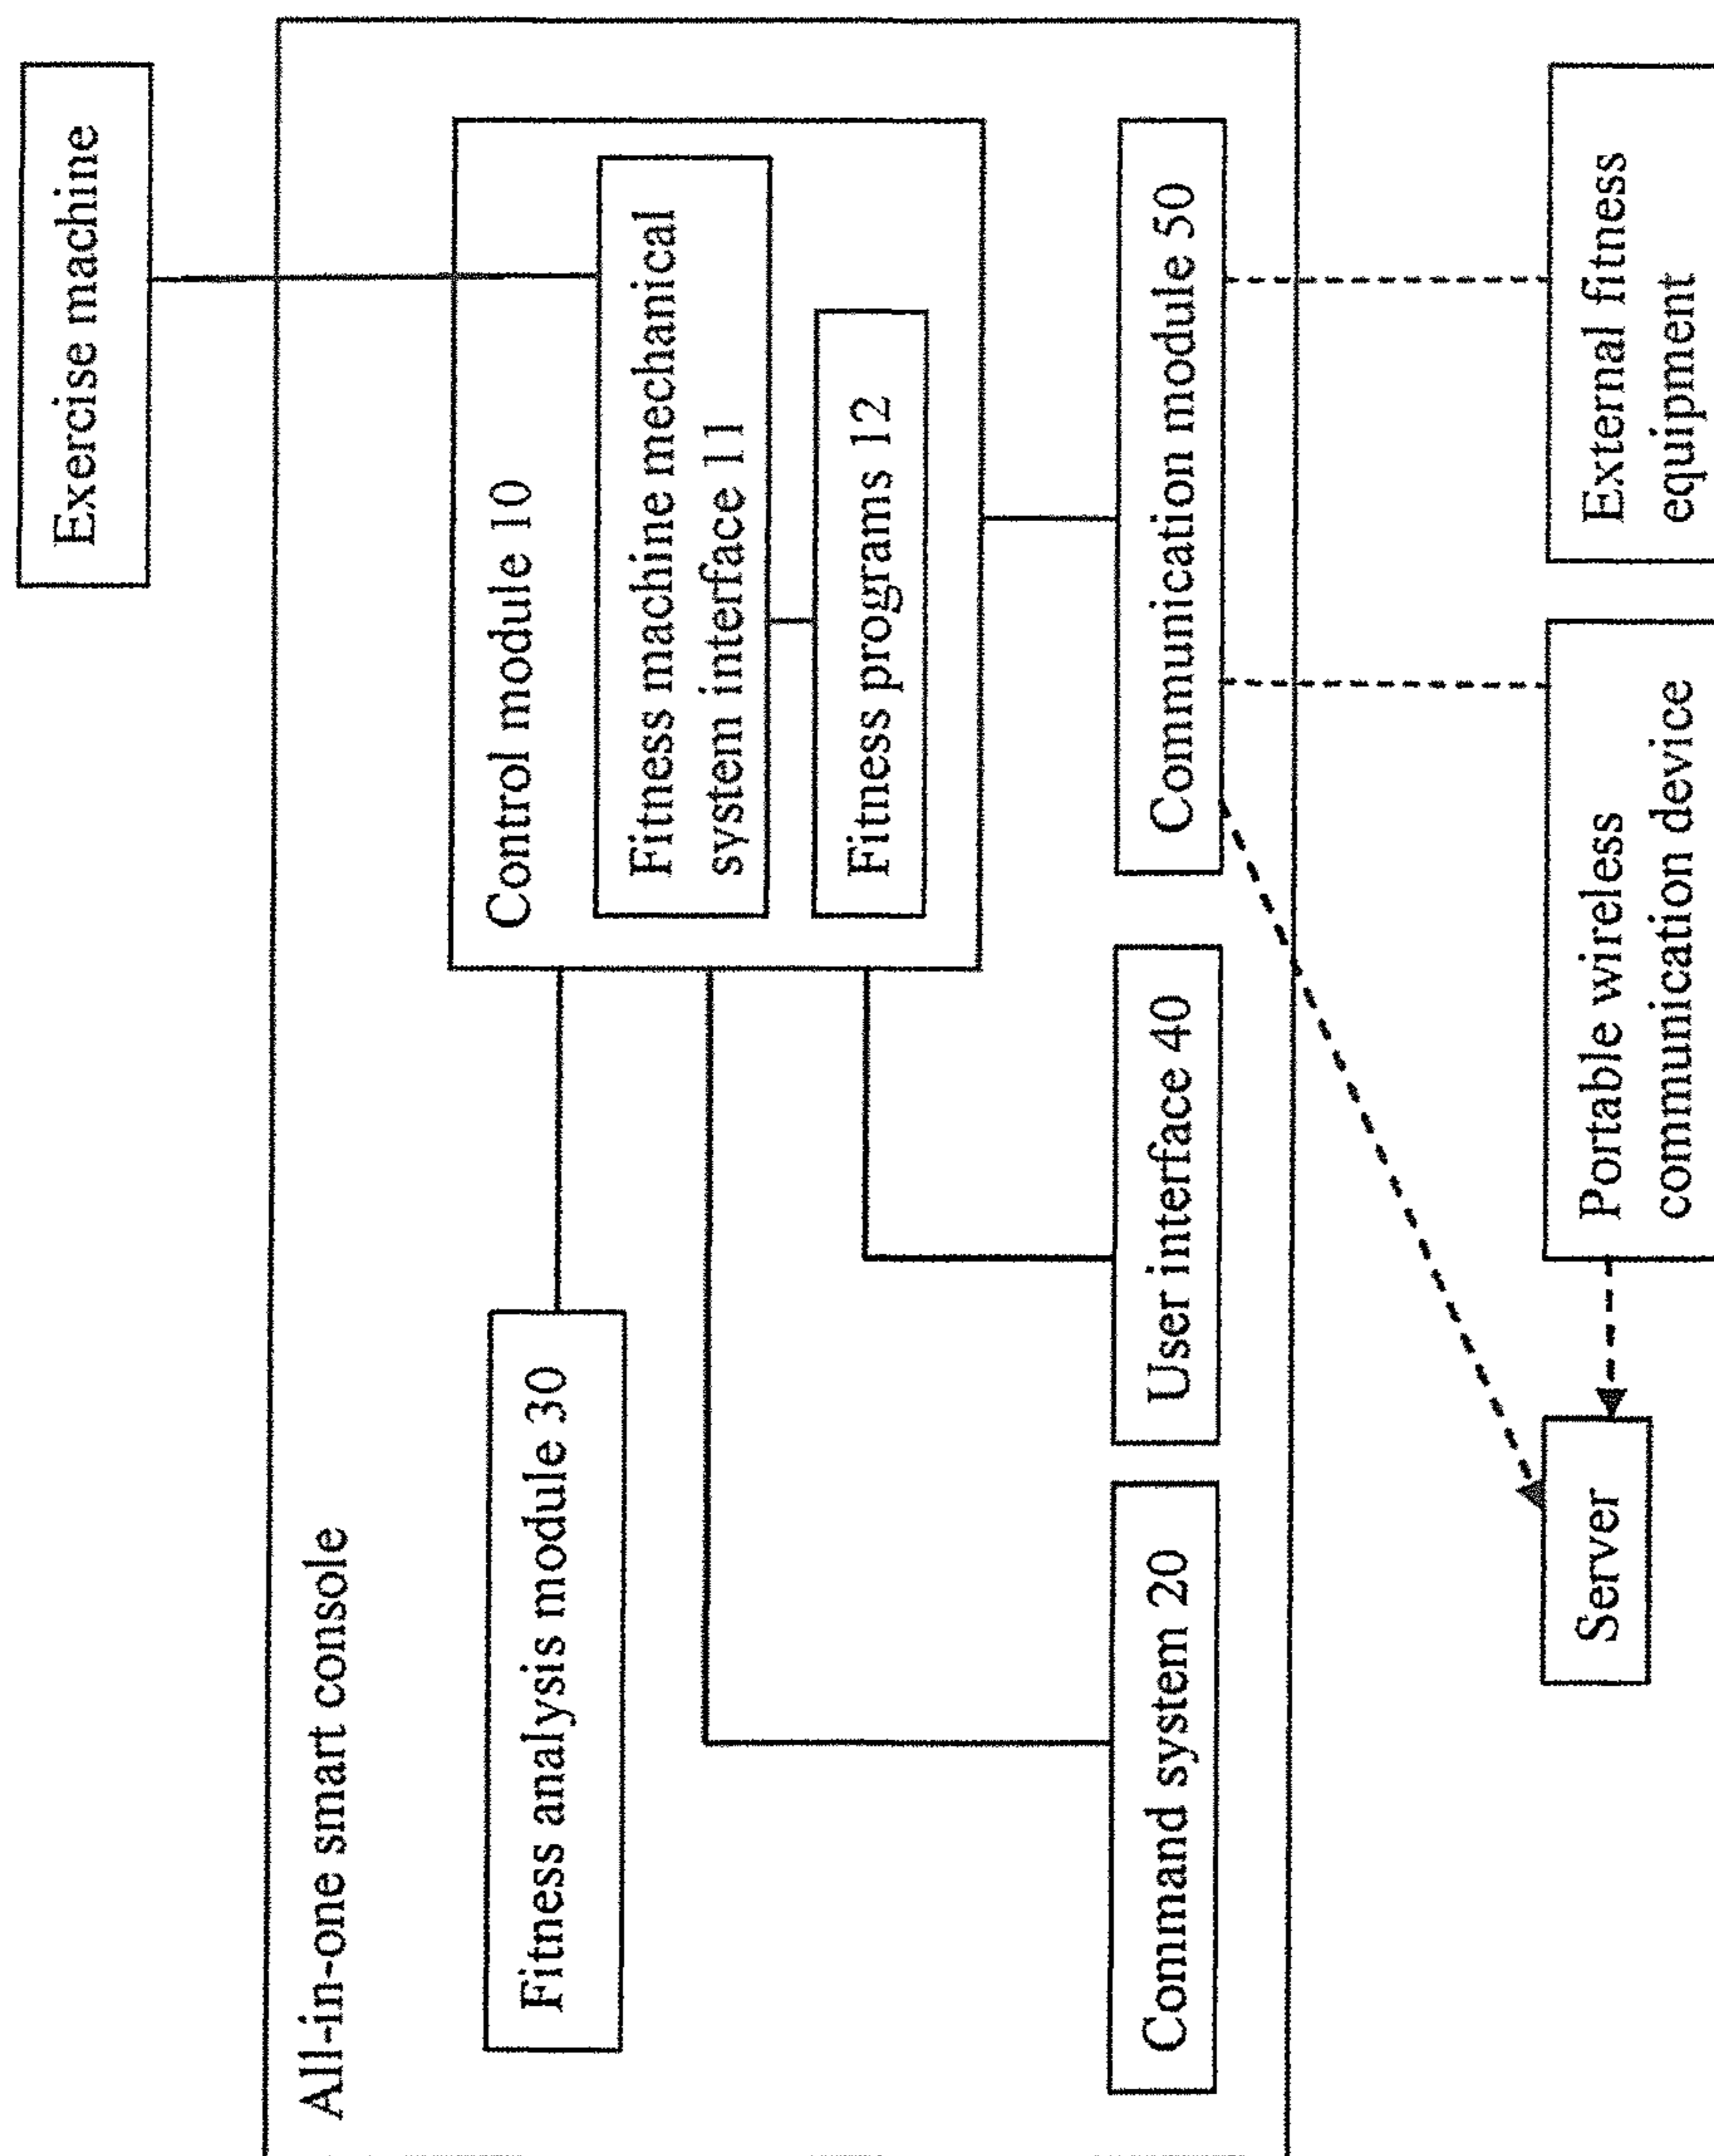 Exercise machine
All-in-one smart console
Control module 10
Fitness machine mechanical
system interface 11
Fitness programs 12
Fitness analysis module 30
Command system 20
User interface 40
Communication module 50
Server
Portable wireless
communication device
External fitness
equipment